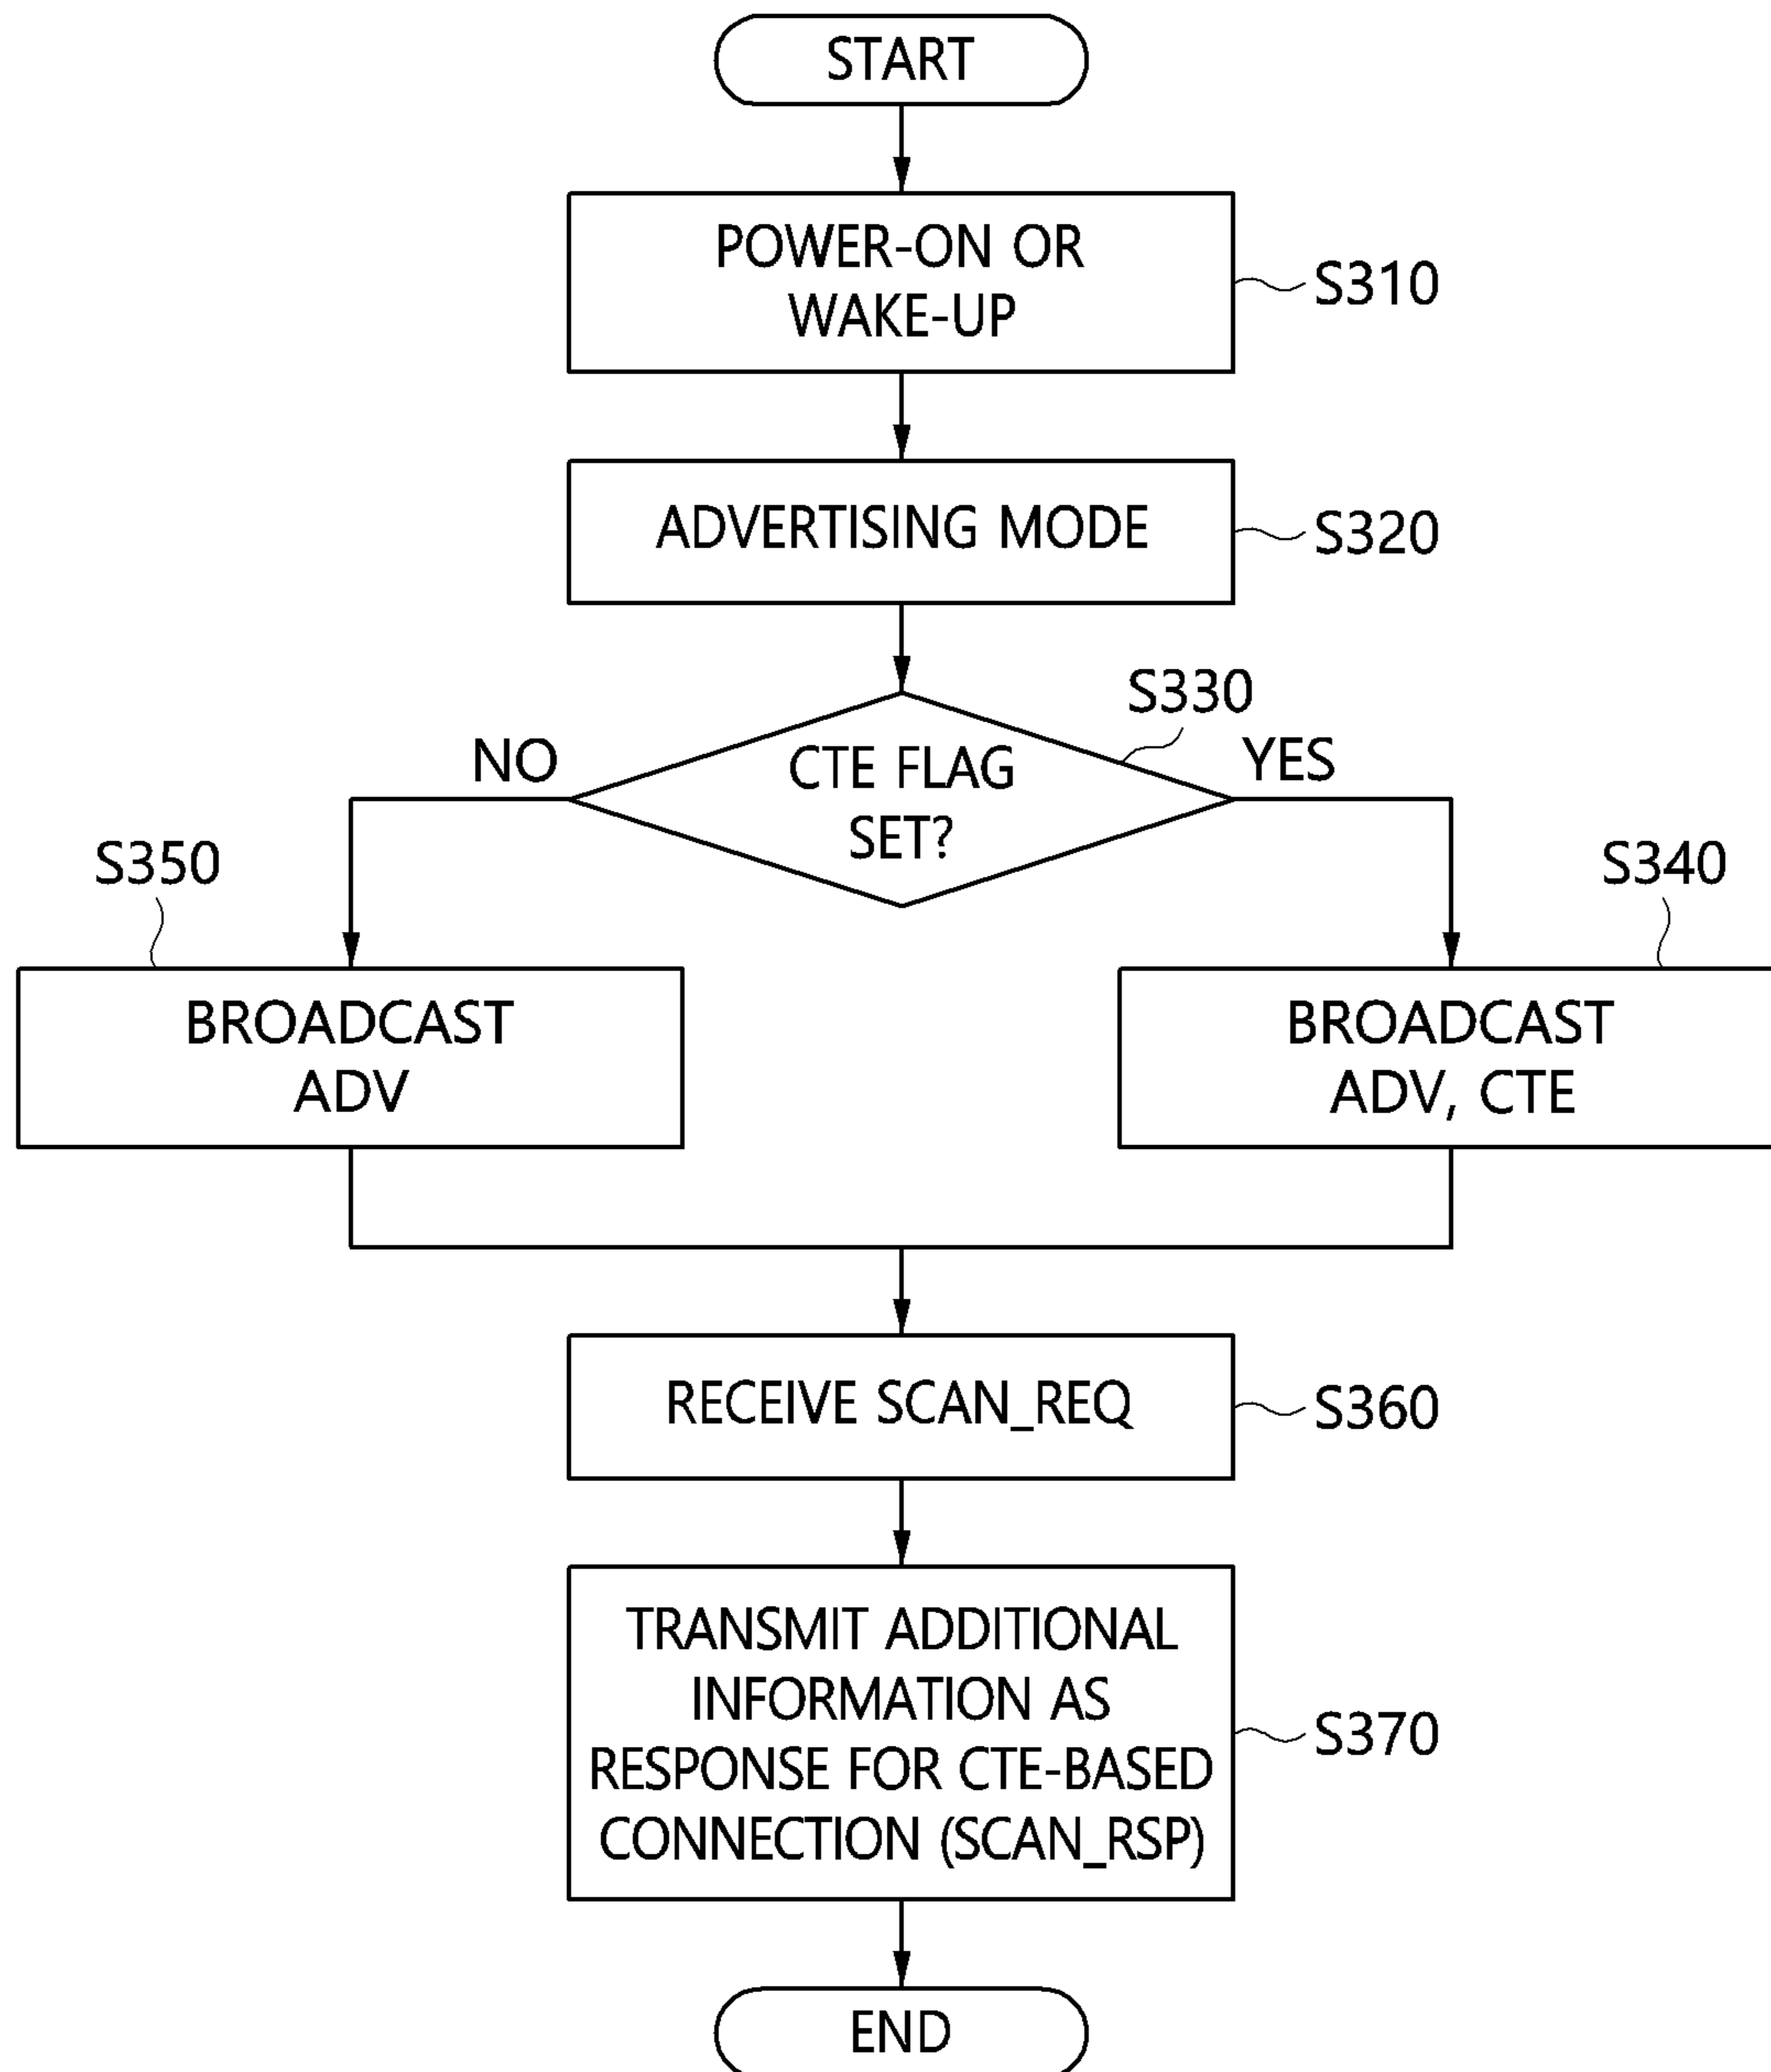 START
POWER-ON OR
WAKE-UP
S310
ADVERTISING MODE
S320
S330
NO
CTE FLAG
SET?
YES
S350
S340
BROADCAST
ADV
BROADCAST
ADV, CTE
RECEIVE SCAN_REQ
S360
TRANSMIT ADDITIONAL
INFORMATION AS
RESPONSE FOR CTE-BASED
CONNECTION (SCAN_RSP)
S370
END